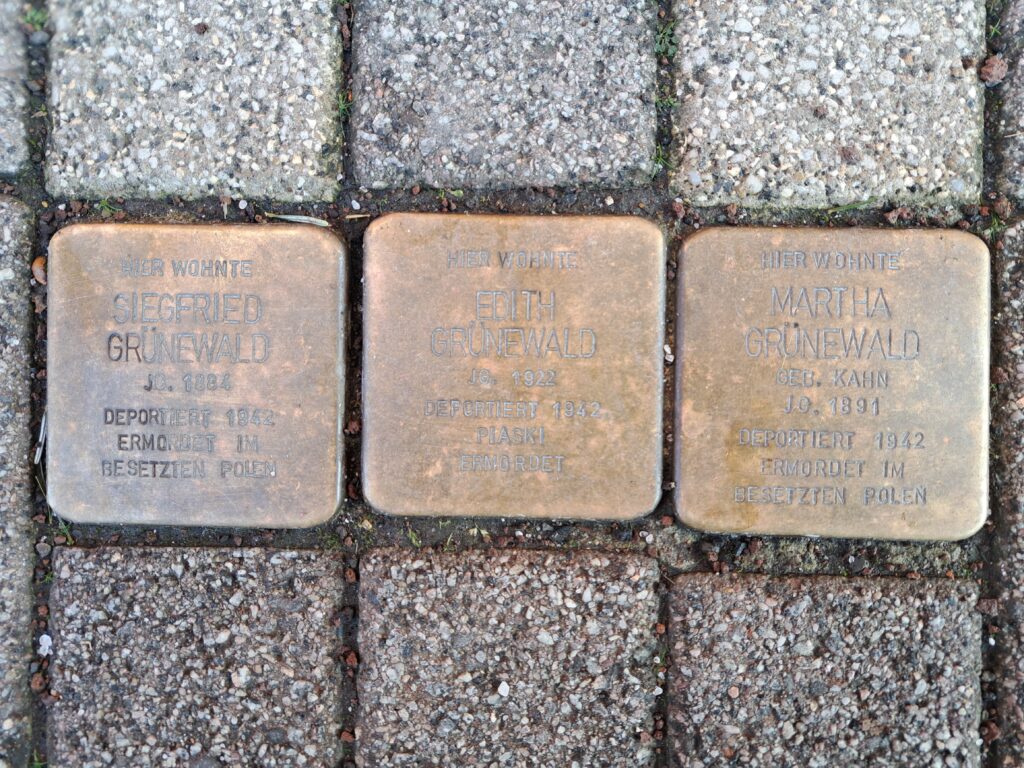 HIER WOHNTE
SIEGFRIED
GRÜNEWALD
JG. 1884
DEPORTIERT 1942
ERMORDET IM
BESETZTEN POLEN
HIER WOHNTE
EDITH
GRÜNEWALD
JG. 1922
DEPORTIERT 1942
PIASKI
ERMORDET
HIER WOHNTE
MARTHA
GRÜNEWALD
GEB. KAHN
JG. 1891
DEPORTIERT 1942
ERMORDET IM
BESETZTEN POLEN